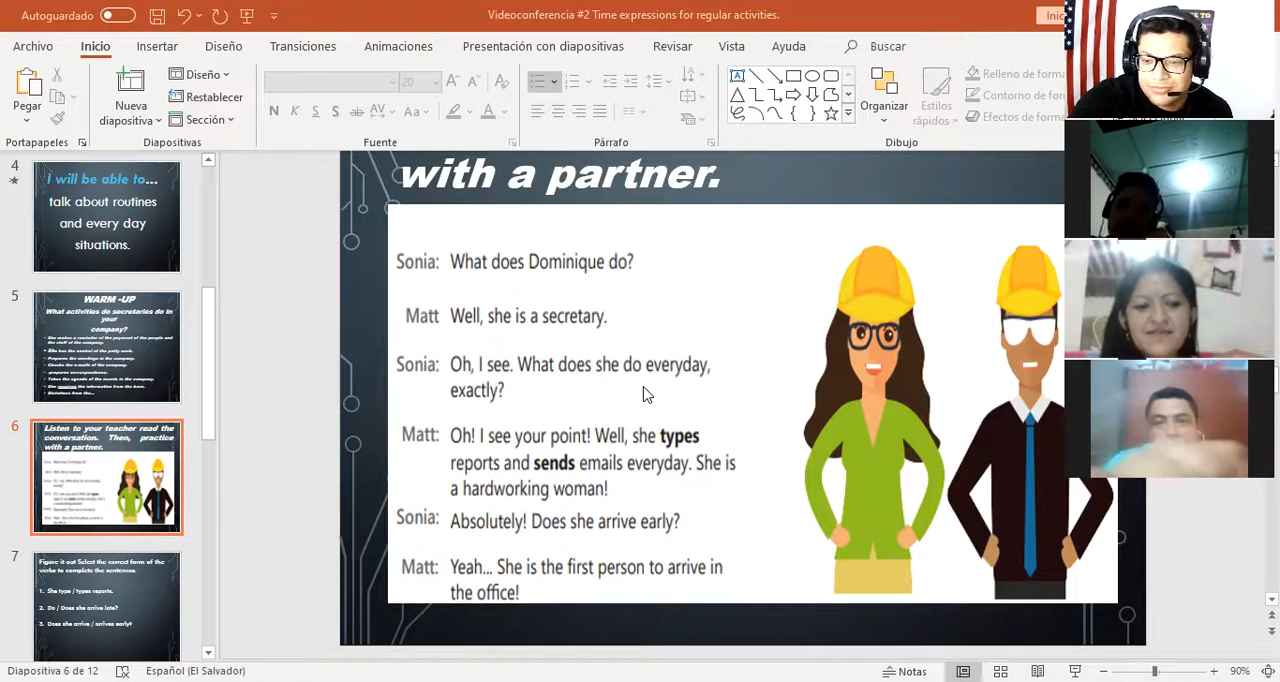 Autoguardado
Videoconferencia #2 Time expressions for regular activities.
Inic
Archivo Inicio Insertar Diseño Transiciones Animaciones Presentación con diapositivas Revisar Vista Ayuda Buscar
Pegar
Nueva diapositiva
Diseño
Restablecer
Sección
20
N K S S ab AV Aa A
Organizar
Estilos rápidos
Relleno de forma
Contorno de forma
Efectos de forma
Portapapeles Diapositivas Fuente Párrafo Dibujo
4
I will be able to...
talk about routines
and every day
situations.
5
WARM -UP
What activities do secretaries do in
your
company?
6
Listen to your teacher read the
conversation. Then, practice
with a partner.
7
Figure it out Select the correct form of the
verbs to complete the sentences.
1. She type / types reports.
2. Do / Does she arrive late?
3. Does she arrive / arrives early?
with a partner.
Sonia: What does Dominique do?
Matt Well, she is a secretary.
Sonia: Oh, I see. What does she do everyday,
exactly?
Matt: Oh! I see your point! Well, she types
reports and sends emails everyday. She is
a hardworking woman!
Sonia: Absolutely! Does she arrive early?
Matt: Yeah... She is the first person to arrive in
the office!
Diapositiva 6 de 12 Español (El Salvador) Notas 90%